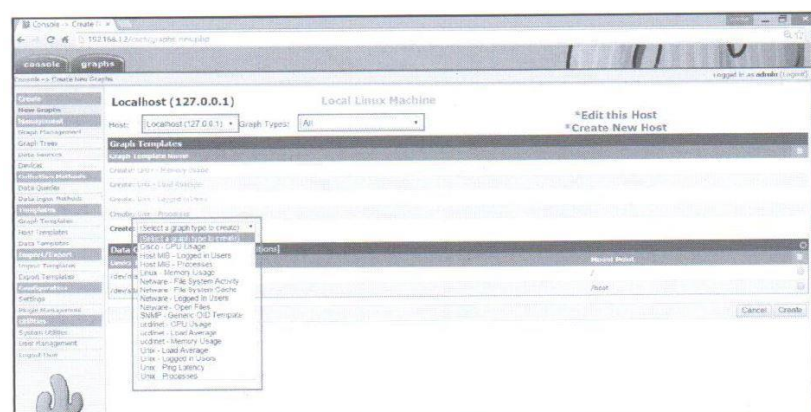 Console -> Create
192.168.1.2/
console graphs
Console -> Create New Graphs
Logged in as admin (Logout)
Create
New Graphs
Management
Graph Management
Graph Trees
Data Sources
Devices
Collection Methods
Data Queries
Data Input Methods
Templates
Graph Templates
Host Templates
Data Templates
Import/Export
Import Templates
Export Templates
Configuration
Settings
Plugin Management
Utilities
System Utilities
User Management
Logout User
Localhost (127.0.0.1) Local Linux Machine
Host: Localhost (127.0.0.1) Graph Types: All
*Edit this Host
*Create New Host
Graph Templates
Graph Template Name
Create: Linux - Memory Usage
Create: Unix - Load Average
Create: Unix - Logged in Users
Create: Unix - Processes
Create: (Select a graph type to create)
(Select a graph type to create)
Cisco - CPU Usage
Host MIB - Logged in Users
Host MIB - Processes
Linux - Memory Usage
Netware - File System Activity
Netware - File System Cache
Netware - Logged In Users
Netware - Open Files
SNMP - Generic OID Template
ucd/net - CPU Usage
ucd/net - Load Average
ucd/net - Memory Usage
Unix - Load Average
Unix - Logged in Users
Unix - Ping Latency
Unix - Processes
Data
Mount Point
/dev/
/
/dev/
/boot
Cancel Create